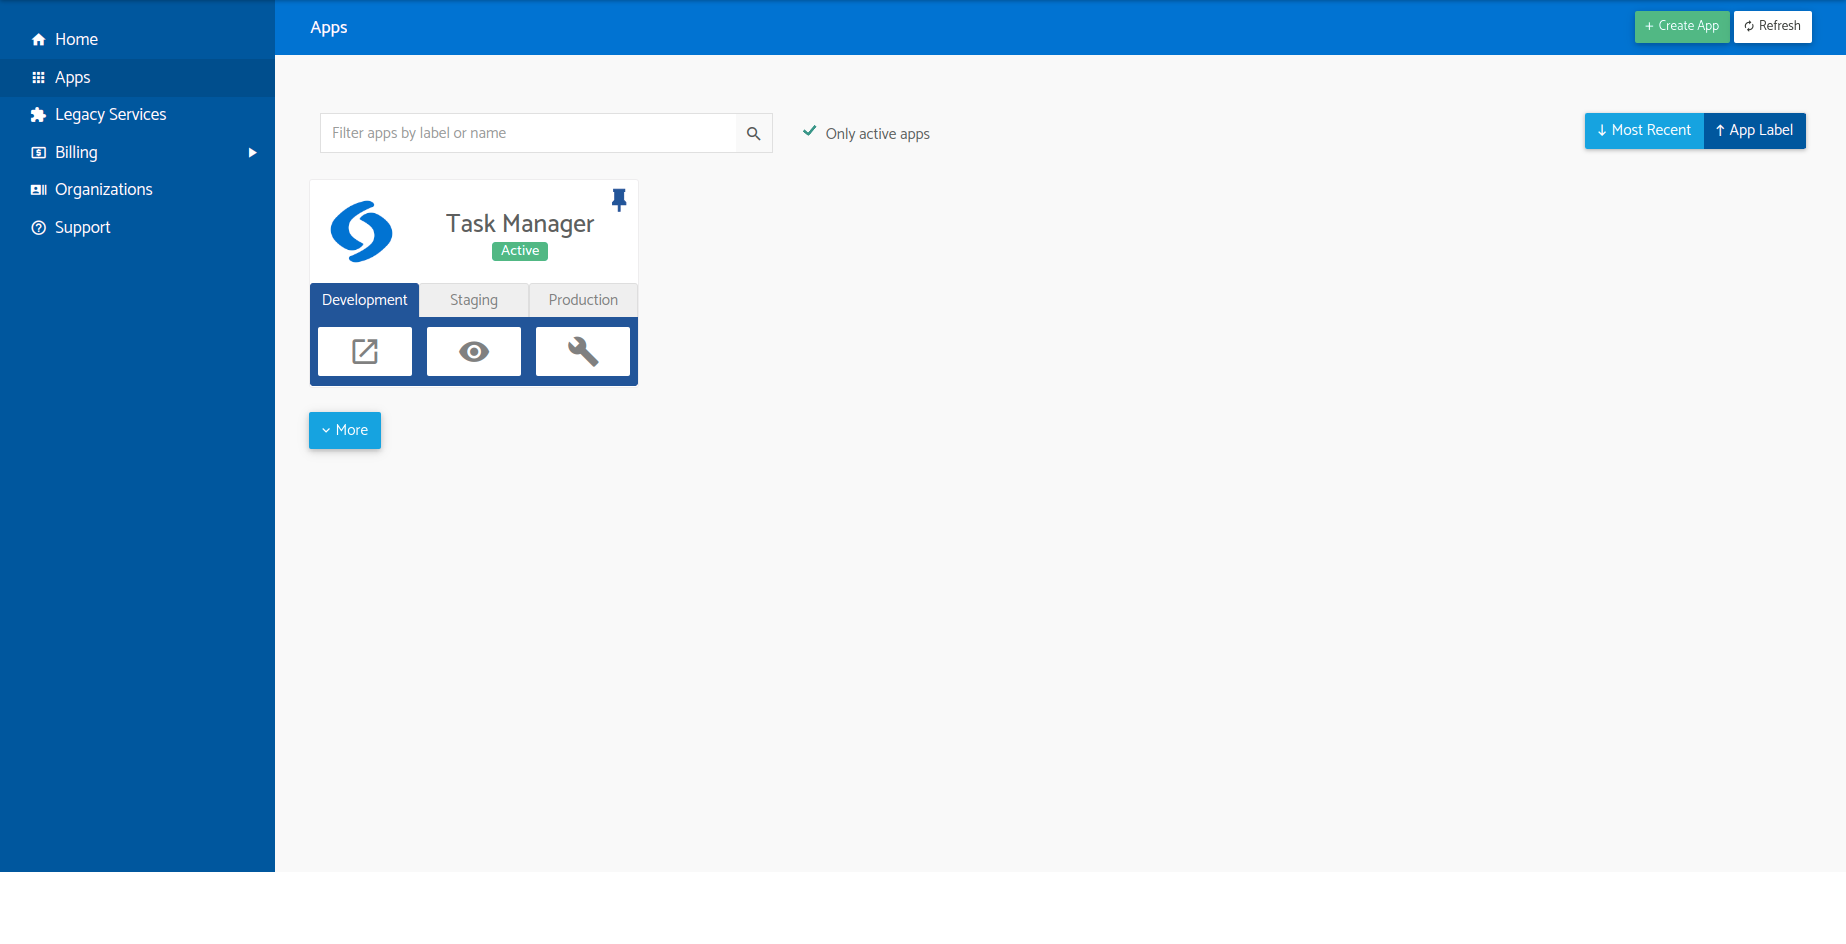 Home
Apps
Legacy Services
Billing
Organizations
Support
Apps
+ Create App
Refresh
Filter apps by label or name
Only active apps
↓ Most Recent
↑ App Label
Task Manager
Active
Development
Staging
Production
More